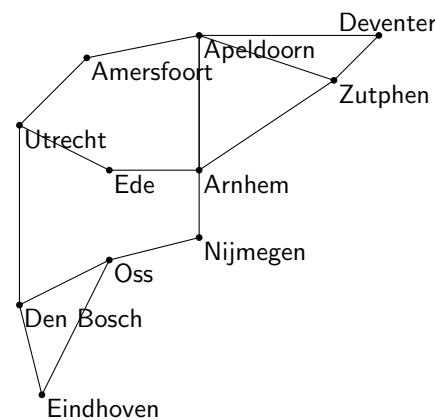 Deventer
Apeldoorn
Amersfoort
Zutphen
Utrecht
Ede
Arnhem
Nijmegen
Oss
Den Bosch
Eindhoven